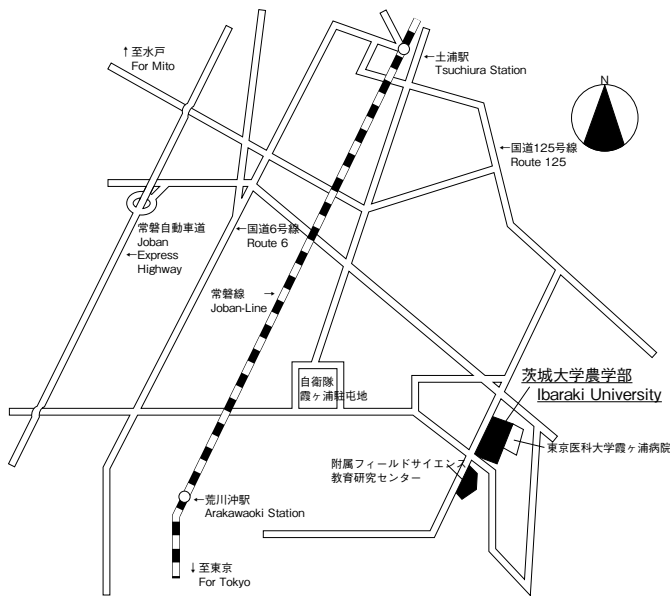 ↑至水戸
For Mito
←土浦駅
Tsuchiura Station
N
←国道125号線
Route 125
常磐自動車道
Joban
←Express
Highway
←国道6号線
Route 6
常磐線 →
Joban-Line
自衛隊
霞ヶ浦駐屯地
茨城大学農学部
Ibaraki University
東京医科大学霞ヶ浦病院
附属フィールドサイエンス
教育研究センター
←荒川沖駅
Arakawaoki Station
↓至東京
For Tokyo